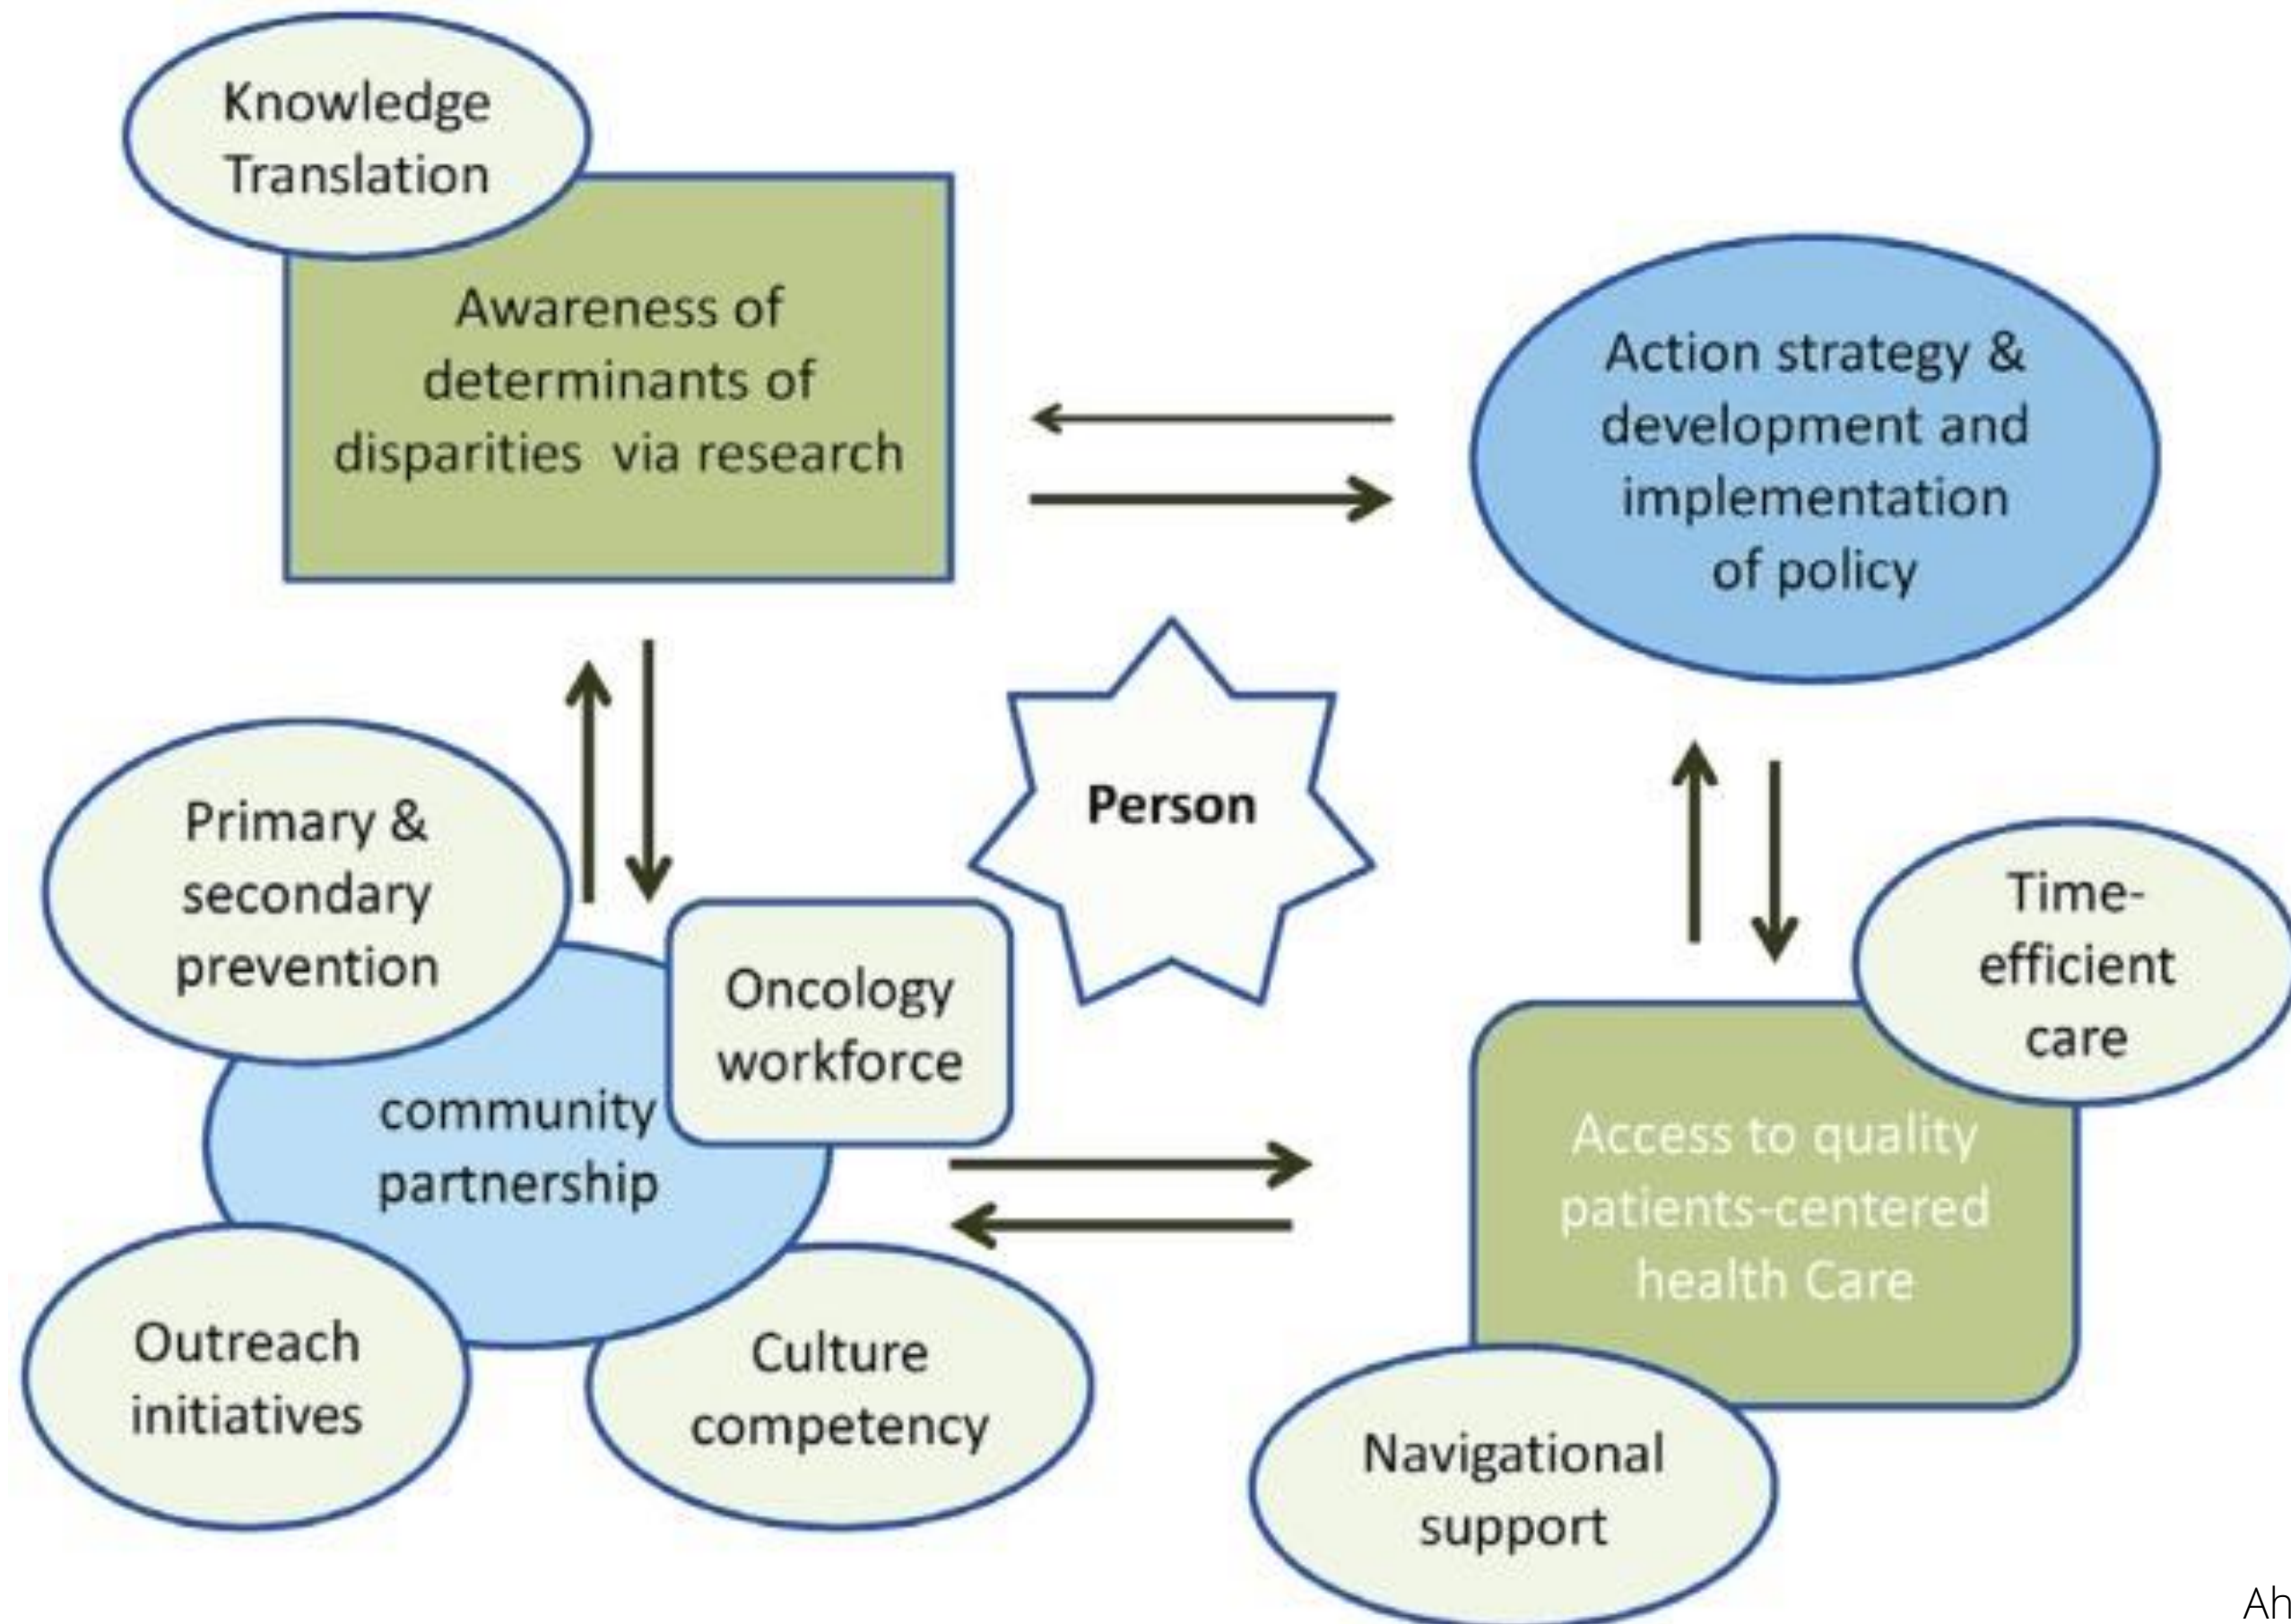 Knowledge
Translation
Awareness of
determinants of
disparities via research
Action strategy &
development and
implementation
of policy
Person
Primary &
secondary
prevention
Oncology
workforce
community
partnership
Outreach
initiatives
Culture
competency
Time-
efficient
care
Access to quality
patients-centered
health Care
Navigational
support
Ah